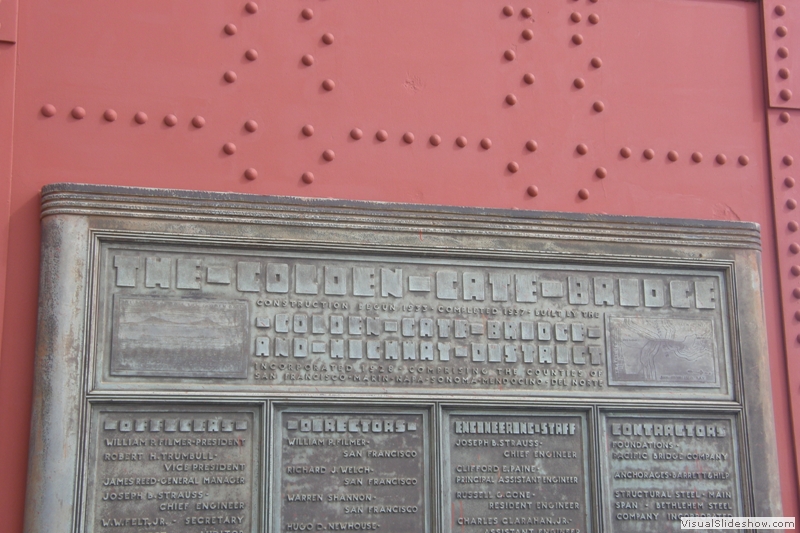 THE-GOLDEN-GATE-BRIDGE
CONSTRUCTION BEGUN 1933-COMPLETED 1937-BUILT BY THE
-GOLDEN-GATE-BRIDGE-
AND-HIGHWAY-DISTRICT
INCORPORATED 1928-COMPRISING THE COUNTIES OF
SAN FRANCISCO-MARIN-NAPA-SONOMA-MENDOCINO-DEL NORTE
-OFFICERS-
WILLIAM P. FILMER-PRESIDENT
ROBERT H. TRUMBULL-
VICE PRESIDENT
JAMES REED-GENERAL MANAGER
JOSEPH B. STRAUSS-
CHIEF ENGINEER
W.W. FELT, JR. - SECRETARY
AUDITOR
-DIRECTORS-
WILLIAM P. FILMER-
SAN FRANCISCO
RICHARD J. WELCH-
SAN FRANCISCO
WARREN SHANNON-
SAN FRANCISCO
HUGO D. NEWHOUSE-
ENGINEERING-STAFF
JOSEPH B. STRAUSS-
CHIEF ENGINEER
CLIFFORD E. PAINE-
PRINCIPAL ASSISTANT ENGINEER
RUSSELL G. CONE-
RESIDENT ENGINEER
CHARLES CLARAHAN, JR.-
ASSISTANT ENGINEER
CONTRACTORS
FOUNDATIONS-
PACIFIC BRIDGE COMPANY
ANCHORAGES-BARRETT & HILP
STRUCTURAL STEEL-MAIN
SPAN - BETHLEHEM STEEL
COMPANY INCORPORATED
VisualSlideshow.com